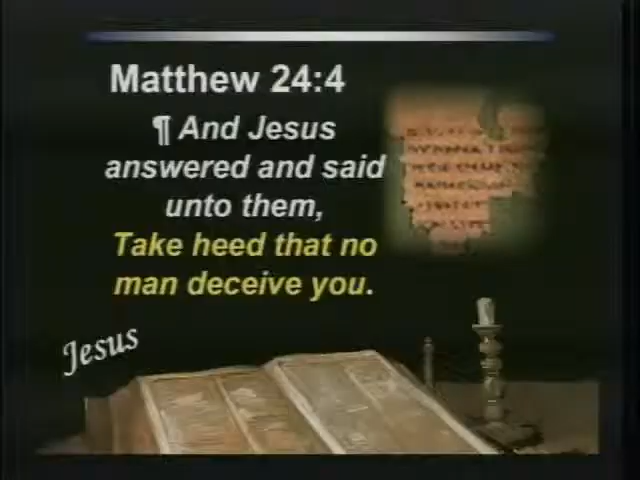 Matthew 24:4
¶ And Jesus
answered and said
unto them,
Take heed that no
man deceive you.
Jesus